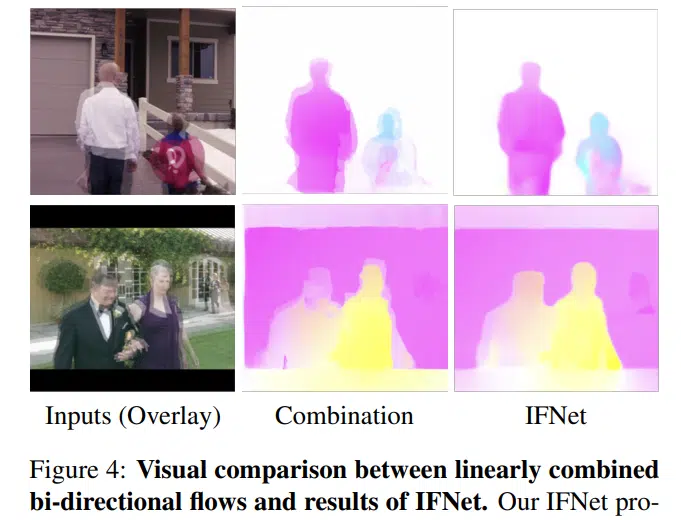 Inputs (Overlay) Combination IFNet
Figure 4: Visual comparison between linearly combined
bi-directional flows and results of IFNet. Our IFNet pro-